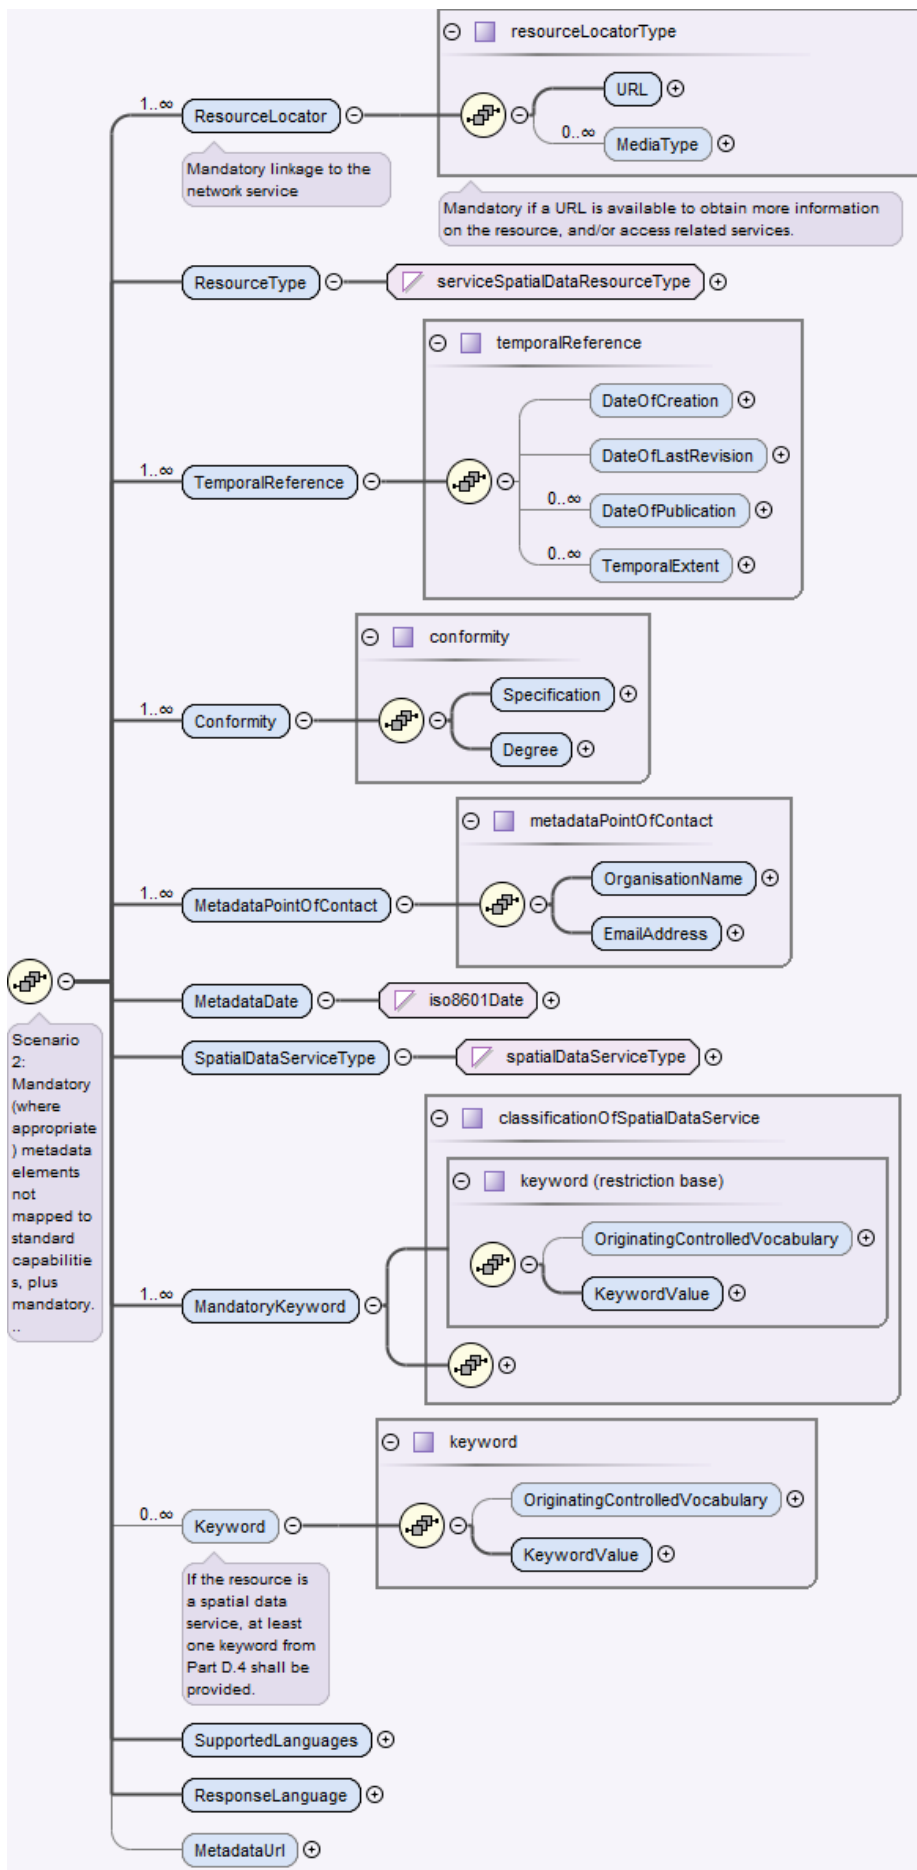 resourceLocatorType
URL
1..∞
ResourceLocator
0..∞
MediaType
Mandatory linkage to the
network service
Mandatory if a URL is available to obtain more information
on the resource, and/or access related services.
ResourceType
serviceSpatialDataResourceType
temporalReference
DateOfCreation
DateOfLastRevision
1..∞
TemporalReference
0..∞
DateOfPublication
0..∞
TemporalExtent
conformity
Specification
1..∞
Conformity
Degree
metadataPointOfContact
OrganisationName
1..∞
MetadataPointOfContact
EmailAddress
MetadataDate
iso8601Date
Scenario
2:
Mandatory
(where
appropriate
) metadata
elements
not
mapped to
standard
capabilitie
s, plus
mandatory.
..
SpatialDataServiceType
spatialDataServiceType
classificationOfSpatialDataService
keyword (restriction base)
OriginatingControlledVocabulary
KeywordValue
1..∞
MandatoryKeyword
keyword
OriginatingControlledVocabulary
0..∞
Keyword
KeywordValue
If the resource is
a spatial data
service, at least
one keyword from
Part D.4 shall be
provided.
SupportedLanguages
ResponseLanguage
MetadataUrl